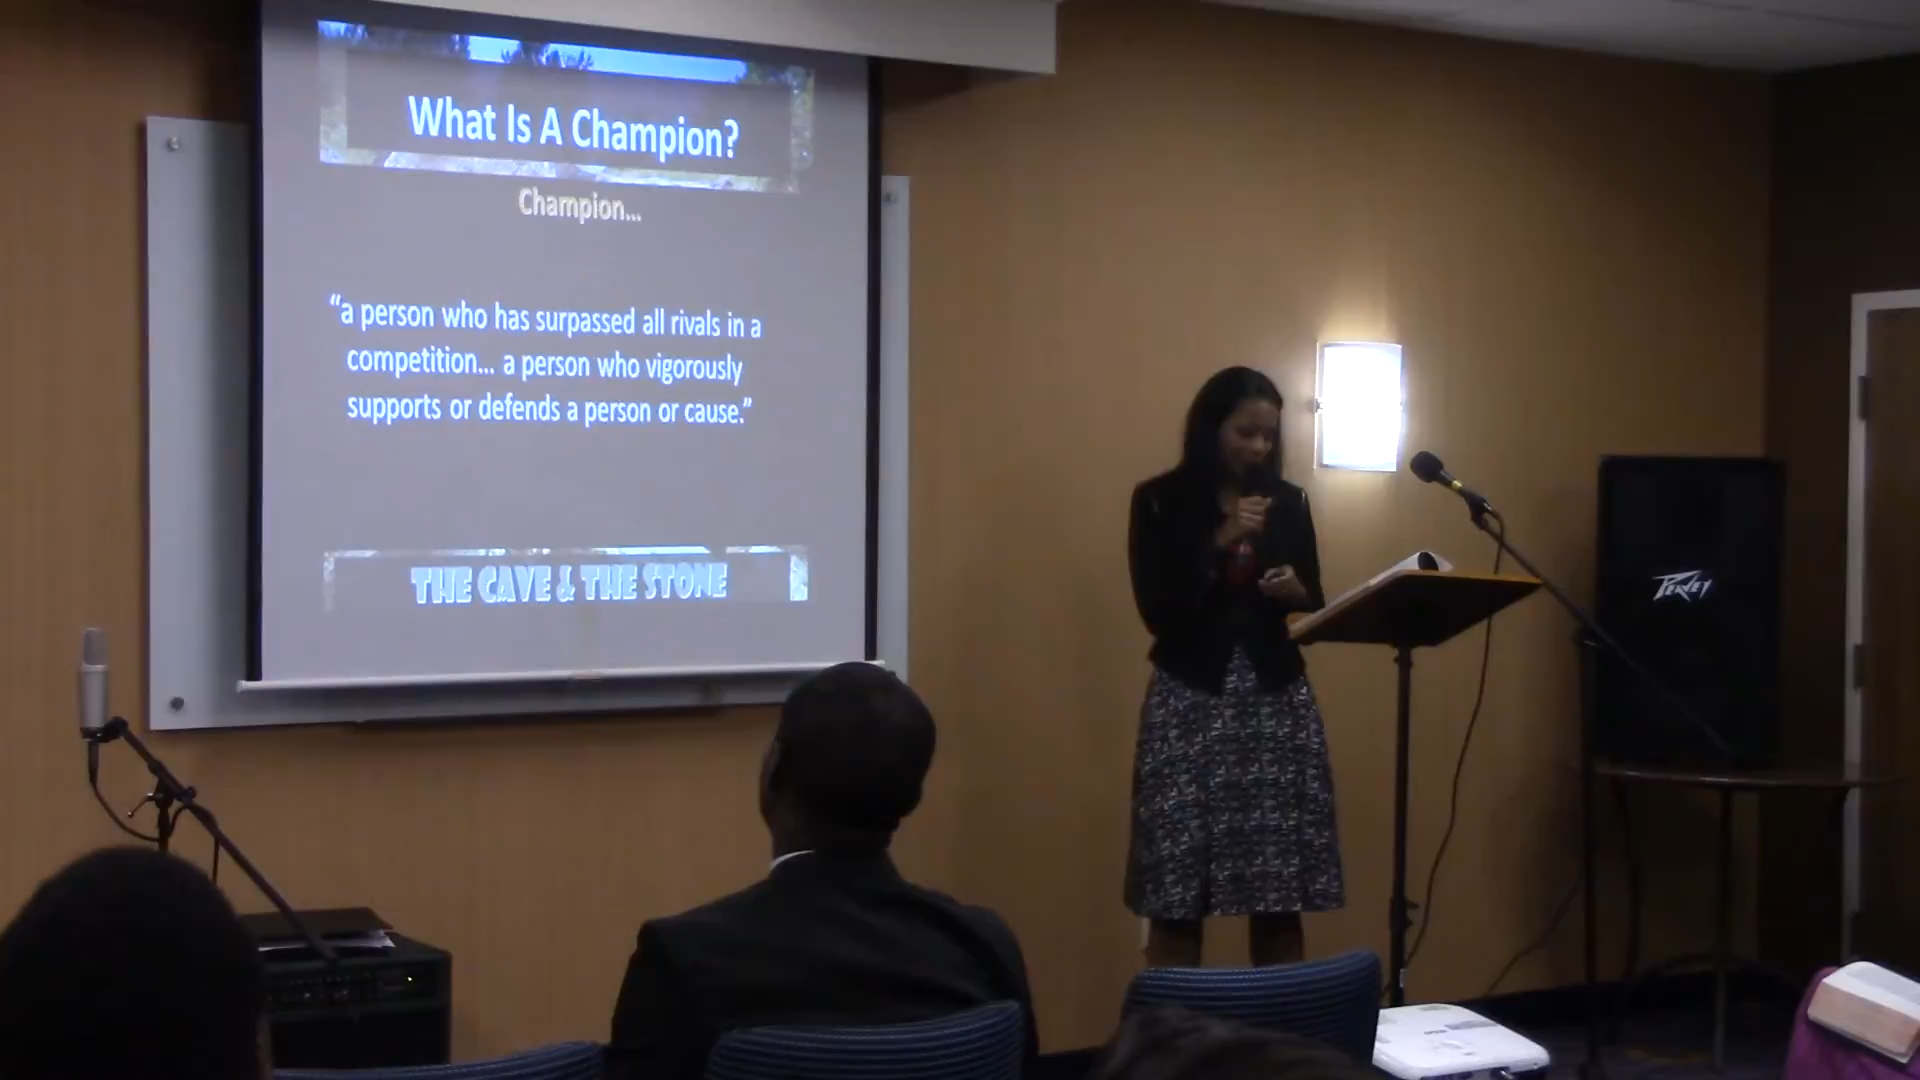 What Is A Champion?
Champion...
“a person who has surpassed all rivals in a
competition... a person who vigorously
supports or defends a person or cause.”
THE CAVE & THE STONE
PEAVEY